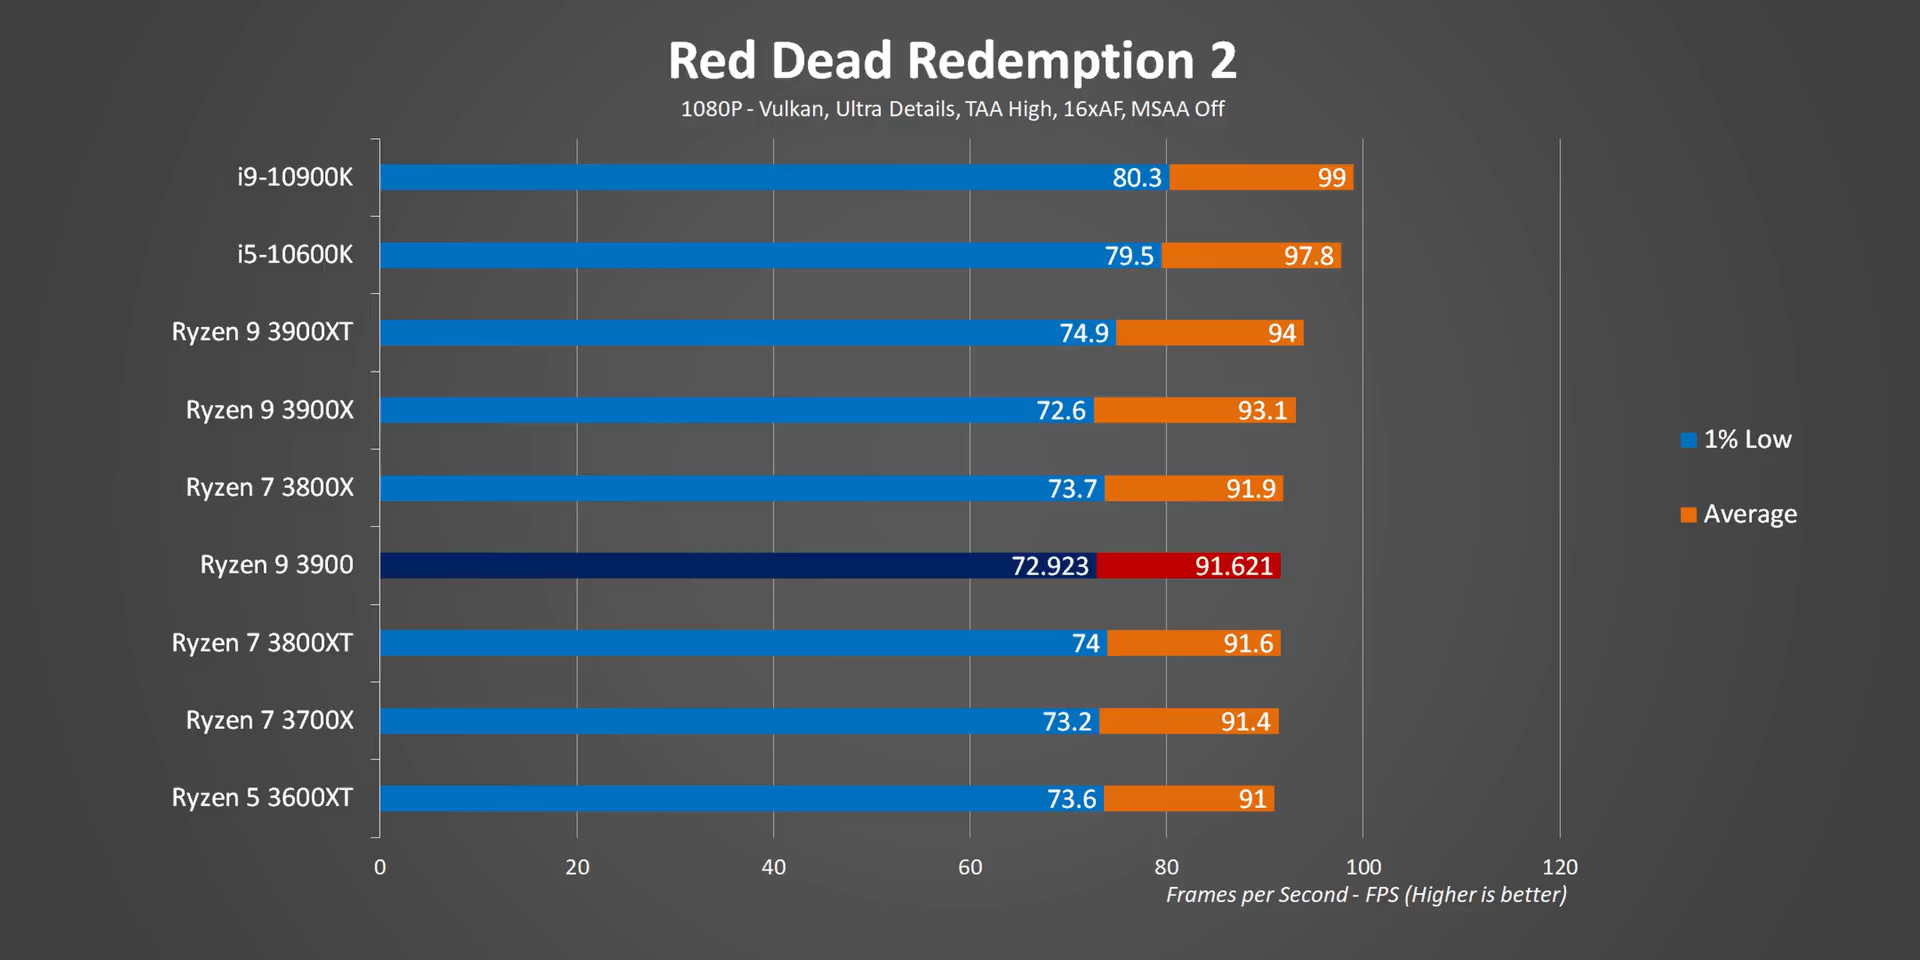 Red Dead Redemption 2
1080P - Vulkan, Ultra Details, TAA High, 16xAF, MSAA Off
i9-10900K 80.3 99
i5-10600K 79.5 97.8
Ryzen 9 3900XT 74.9 94
Ryzen 9 3900X 72.6 93.1
Ryzen 7 3800X 73.7 91.9
Ryzen 9 3900 72.923 91.621
Ryzen 7 3800XT 74 91.6
Ryzen 7 3700X 73.2 91.4
Ryzen 5 3600XT 73.6 91
0 20 40 60 80 100 120
Frames per Second - FPS (Higher is better)
1% Low
Average